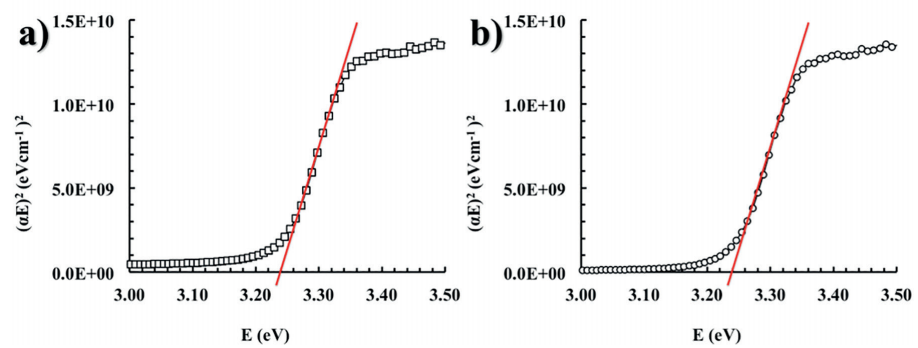 a)
(αE)² (eVcm⁻¹ )²
1.5E+10
1.0E+10
5.0E+09
0.0E+00
3.00 3.10 3.20 3.30 3.40 3.50
E (eV)
b)
(αE)² (eVcm⁻¹ )²
1.5E+10
1.0E+10
5.0E+09
0.0E+00
3.00 3.10 3.20 3.30 3.40 3.50
E (eV)